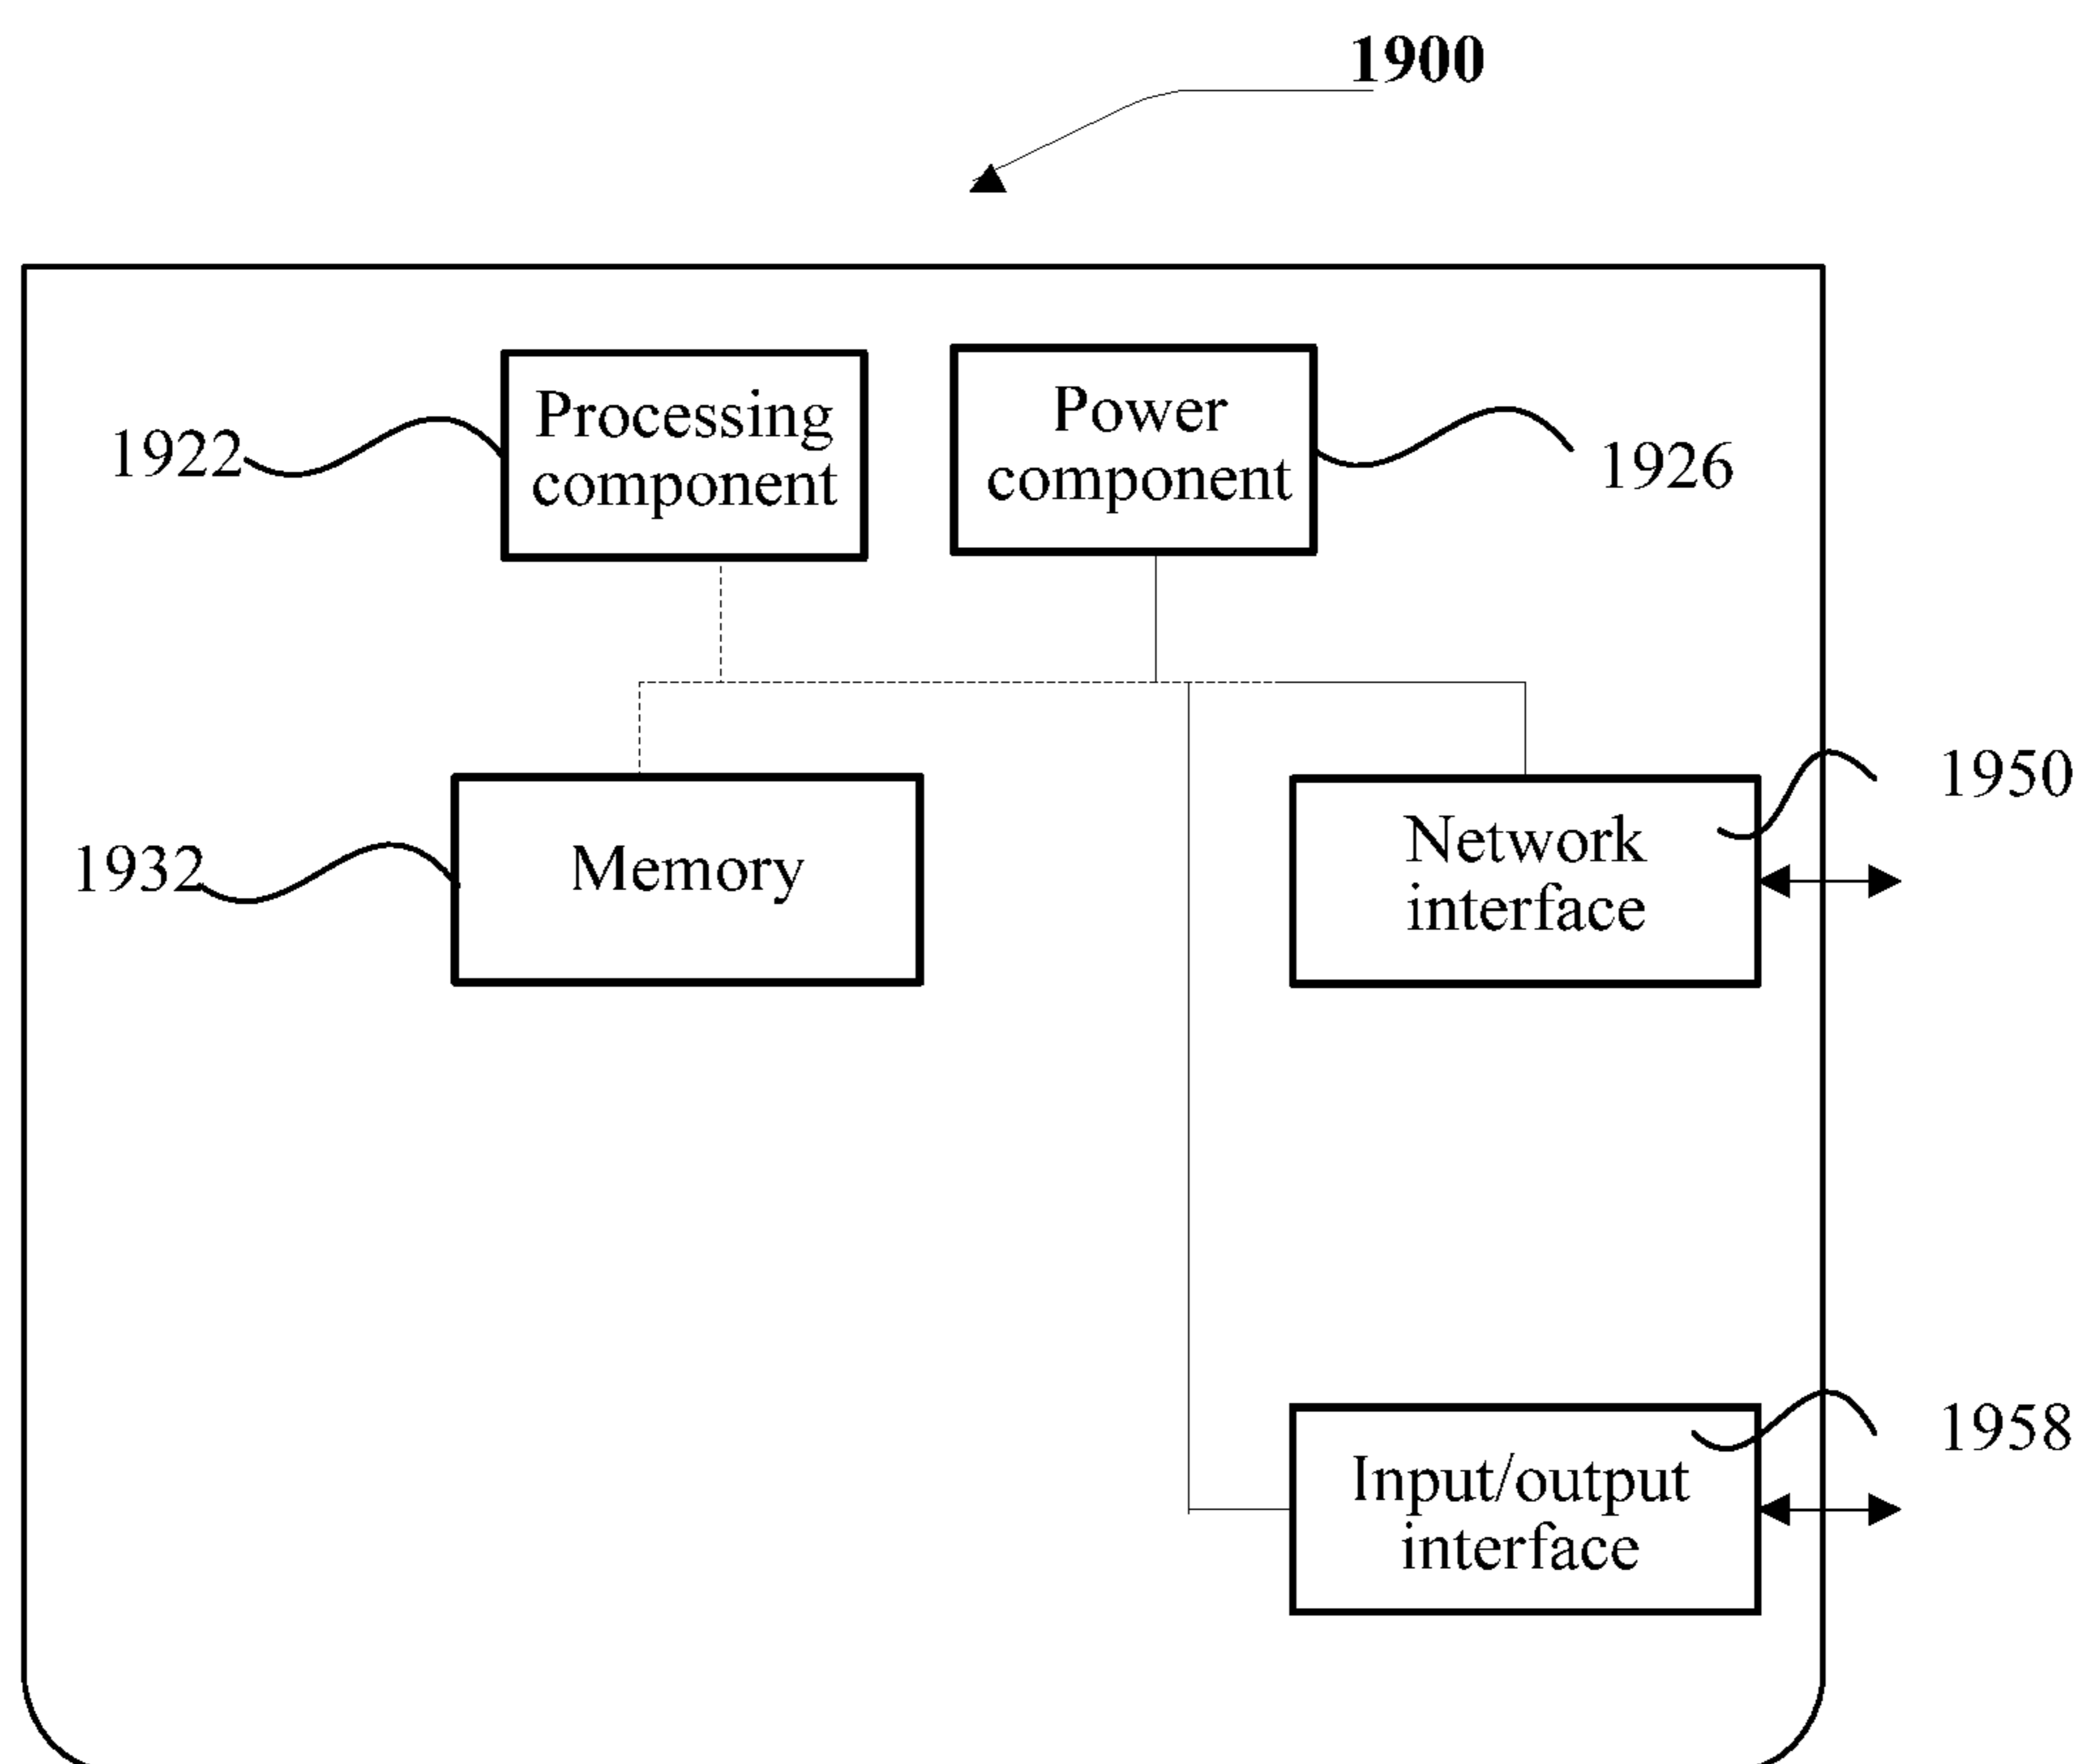 1900
Processing
component
Power
component
1922
1926
1950
Memory
1932
Network
interface
1958
Input/output
interface